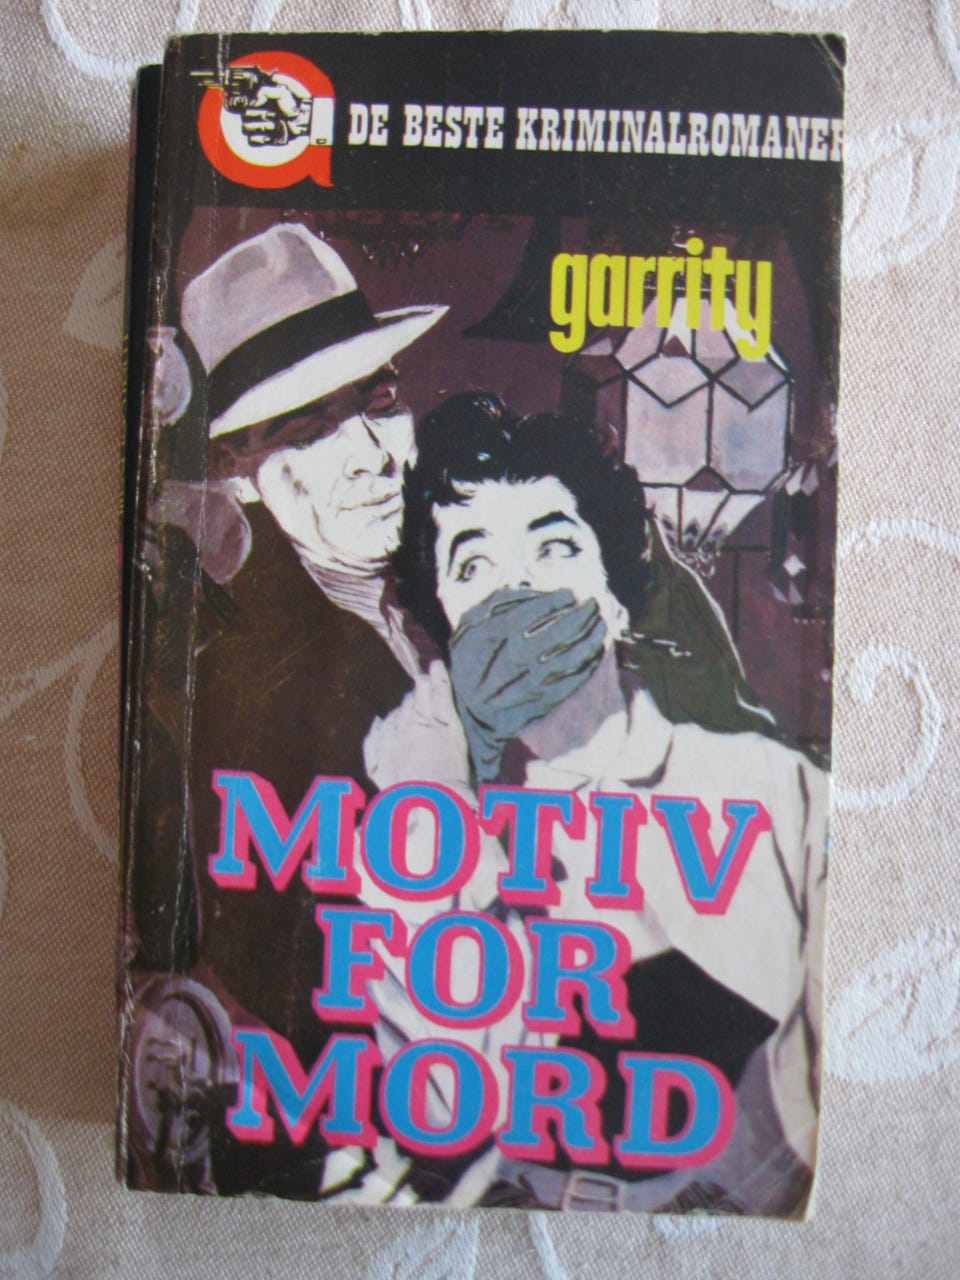 DE BESTE KRIMINALROMANER
garrity
MOTIV
FOR
MORD